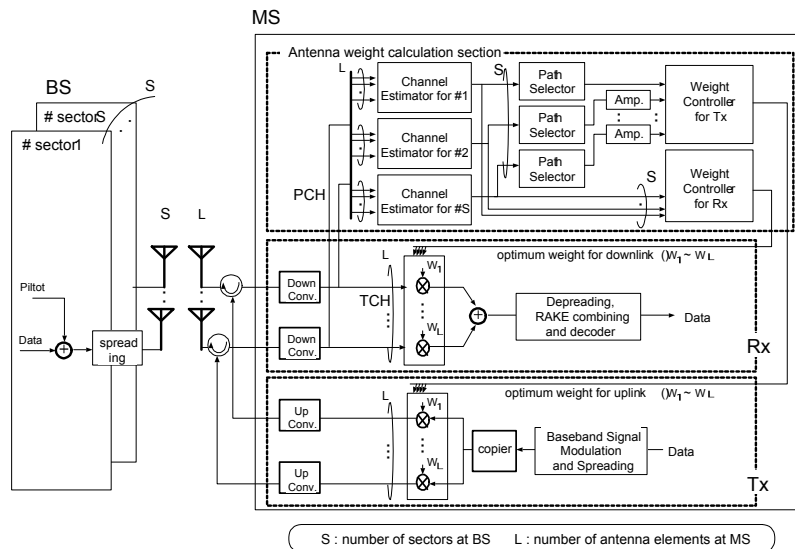 MS
Antenna weight calculation section
BS
S
# sectorS
# sector1
L
Channel
Estimator for #1
S
Path
Selector
Weight
Controller
for Tx
Amp.
Channel
Estimator for #2
Path
Selector
Amp.
Path
Selector
PCH
Channel
Estimator for #S
S
Weight
Controller
for Rx
S
L
optimum weight for downlink ()W1 ~ WL
L
W1
Down
Conv.
TCH
WL
Down
Conv.
Depreading,
RAKE combining
and decoder
Data
Rx
Piltot
Data
spread
ing
optimum weight for uplink ()W1 ~ WL
L
W1
Up
Conv.
WL
Up
Conv.
copier
Baseband Signal
Modulation
and Spreading
Data
Tx
S : number of sectors at BS L : number of antenna elements at MS